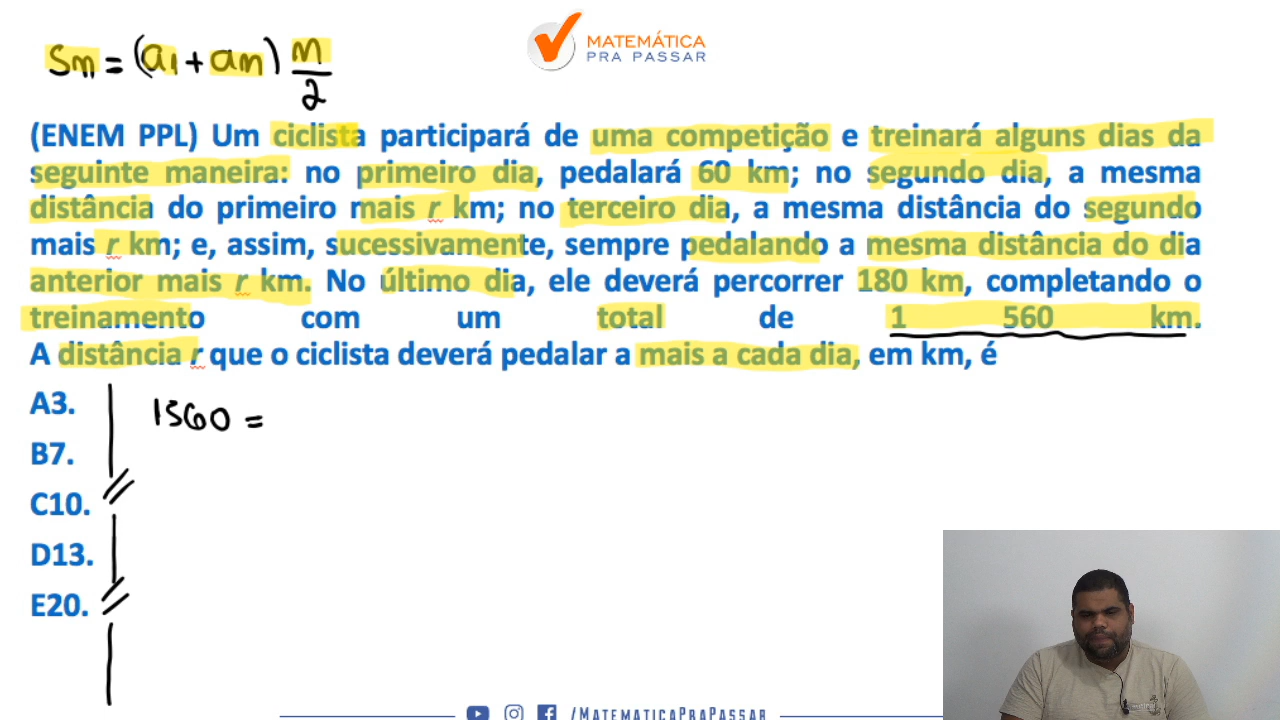 Sn = (a1 + an) n/2
MATEMÁTICA
PRA PASSAR
(ENEM PPL) Um ciclista participará de uma competição e treinará alguns dias da
seguinte maneira: no primeiro dia, pedalará 60 km; no segundo dia, a mesma
distância do primeiro mais r km; no terceiro dia, a mesma distância do segundo
mais r km; e, assim, sucessivamente, sempre pedalando a mesma distância do dia
anterior mais r km. No último dia, ele deverá percorrer 180 km, completando o
treinamento com um total de 1 560 km.
A distância r que o ciclista deverá pedalar a mais a cada dia, em km, é
A3.
1560 =
B7.
C10.
D13.
E20.
/MATEMATICAPRAPASSAR